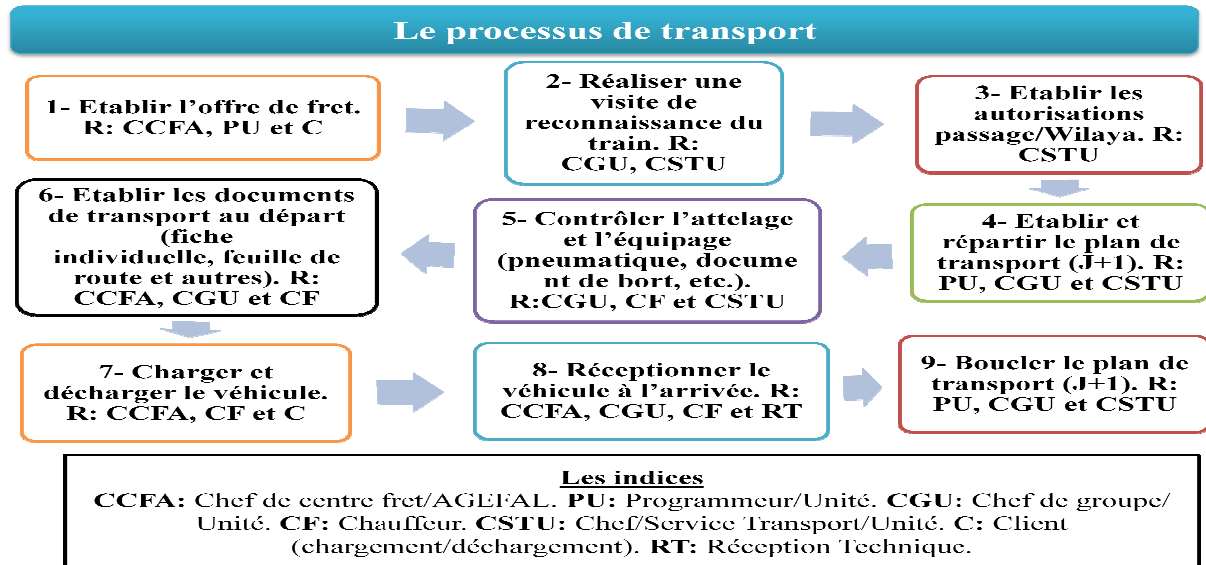 Le processus de transport
1- Etablir l’offre de fret.
R: CCFA, PU et C
2- Réaliser une
visite de
reconnaissance du
train. R:
CGU, CSTU
3- Etablir les
autorisations
passage/Wilaya. R:
CSTU
4- Etablir et
répartir le plan de
transport (J+1). R:
PU, CGU et CSTU
5- Contrôler l’attelage
et l’équipage
(pneumatique, docume
nt de bort, etc.).
R:CGU, CF et CSTU
6- Etablir les documents
de transport au départ
(fiche
individuelle, feuille de
route et autres). R:
CCFA, CGU et CF
7- Charger et
décharger le véhicule.
R: CCFA, CF et C
8- Réceptionner le
véhicule à l’arrivée. R:
CCFA, CGU, CF et RT
9- Boucler le plan de
transport (J+1). R:
PU, CGU et CSTU
Les indices
CCFA: Chef de centre fret/AGEFAL. PU: Programmeur/Unité. CGU: Chef de groupe/
Unité. CF: Chauffeur. CSTU: Chef/Service Transport/Unité. C: Client
(chargement/déchargement). RT: Réception Technique.